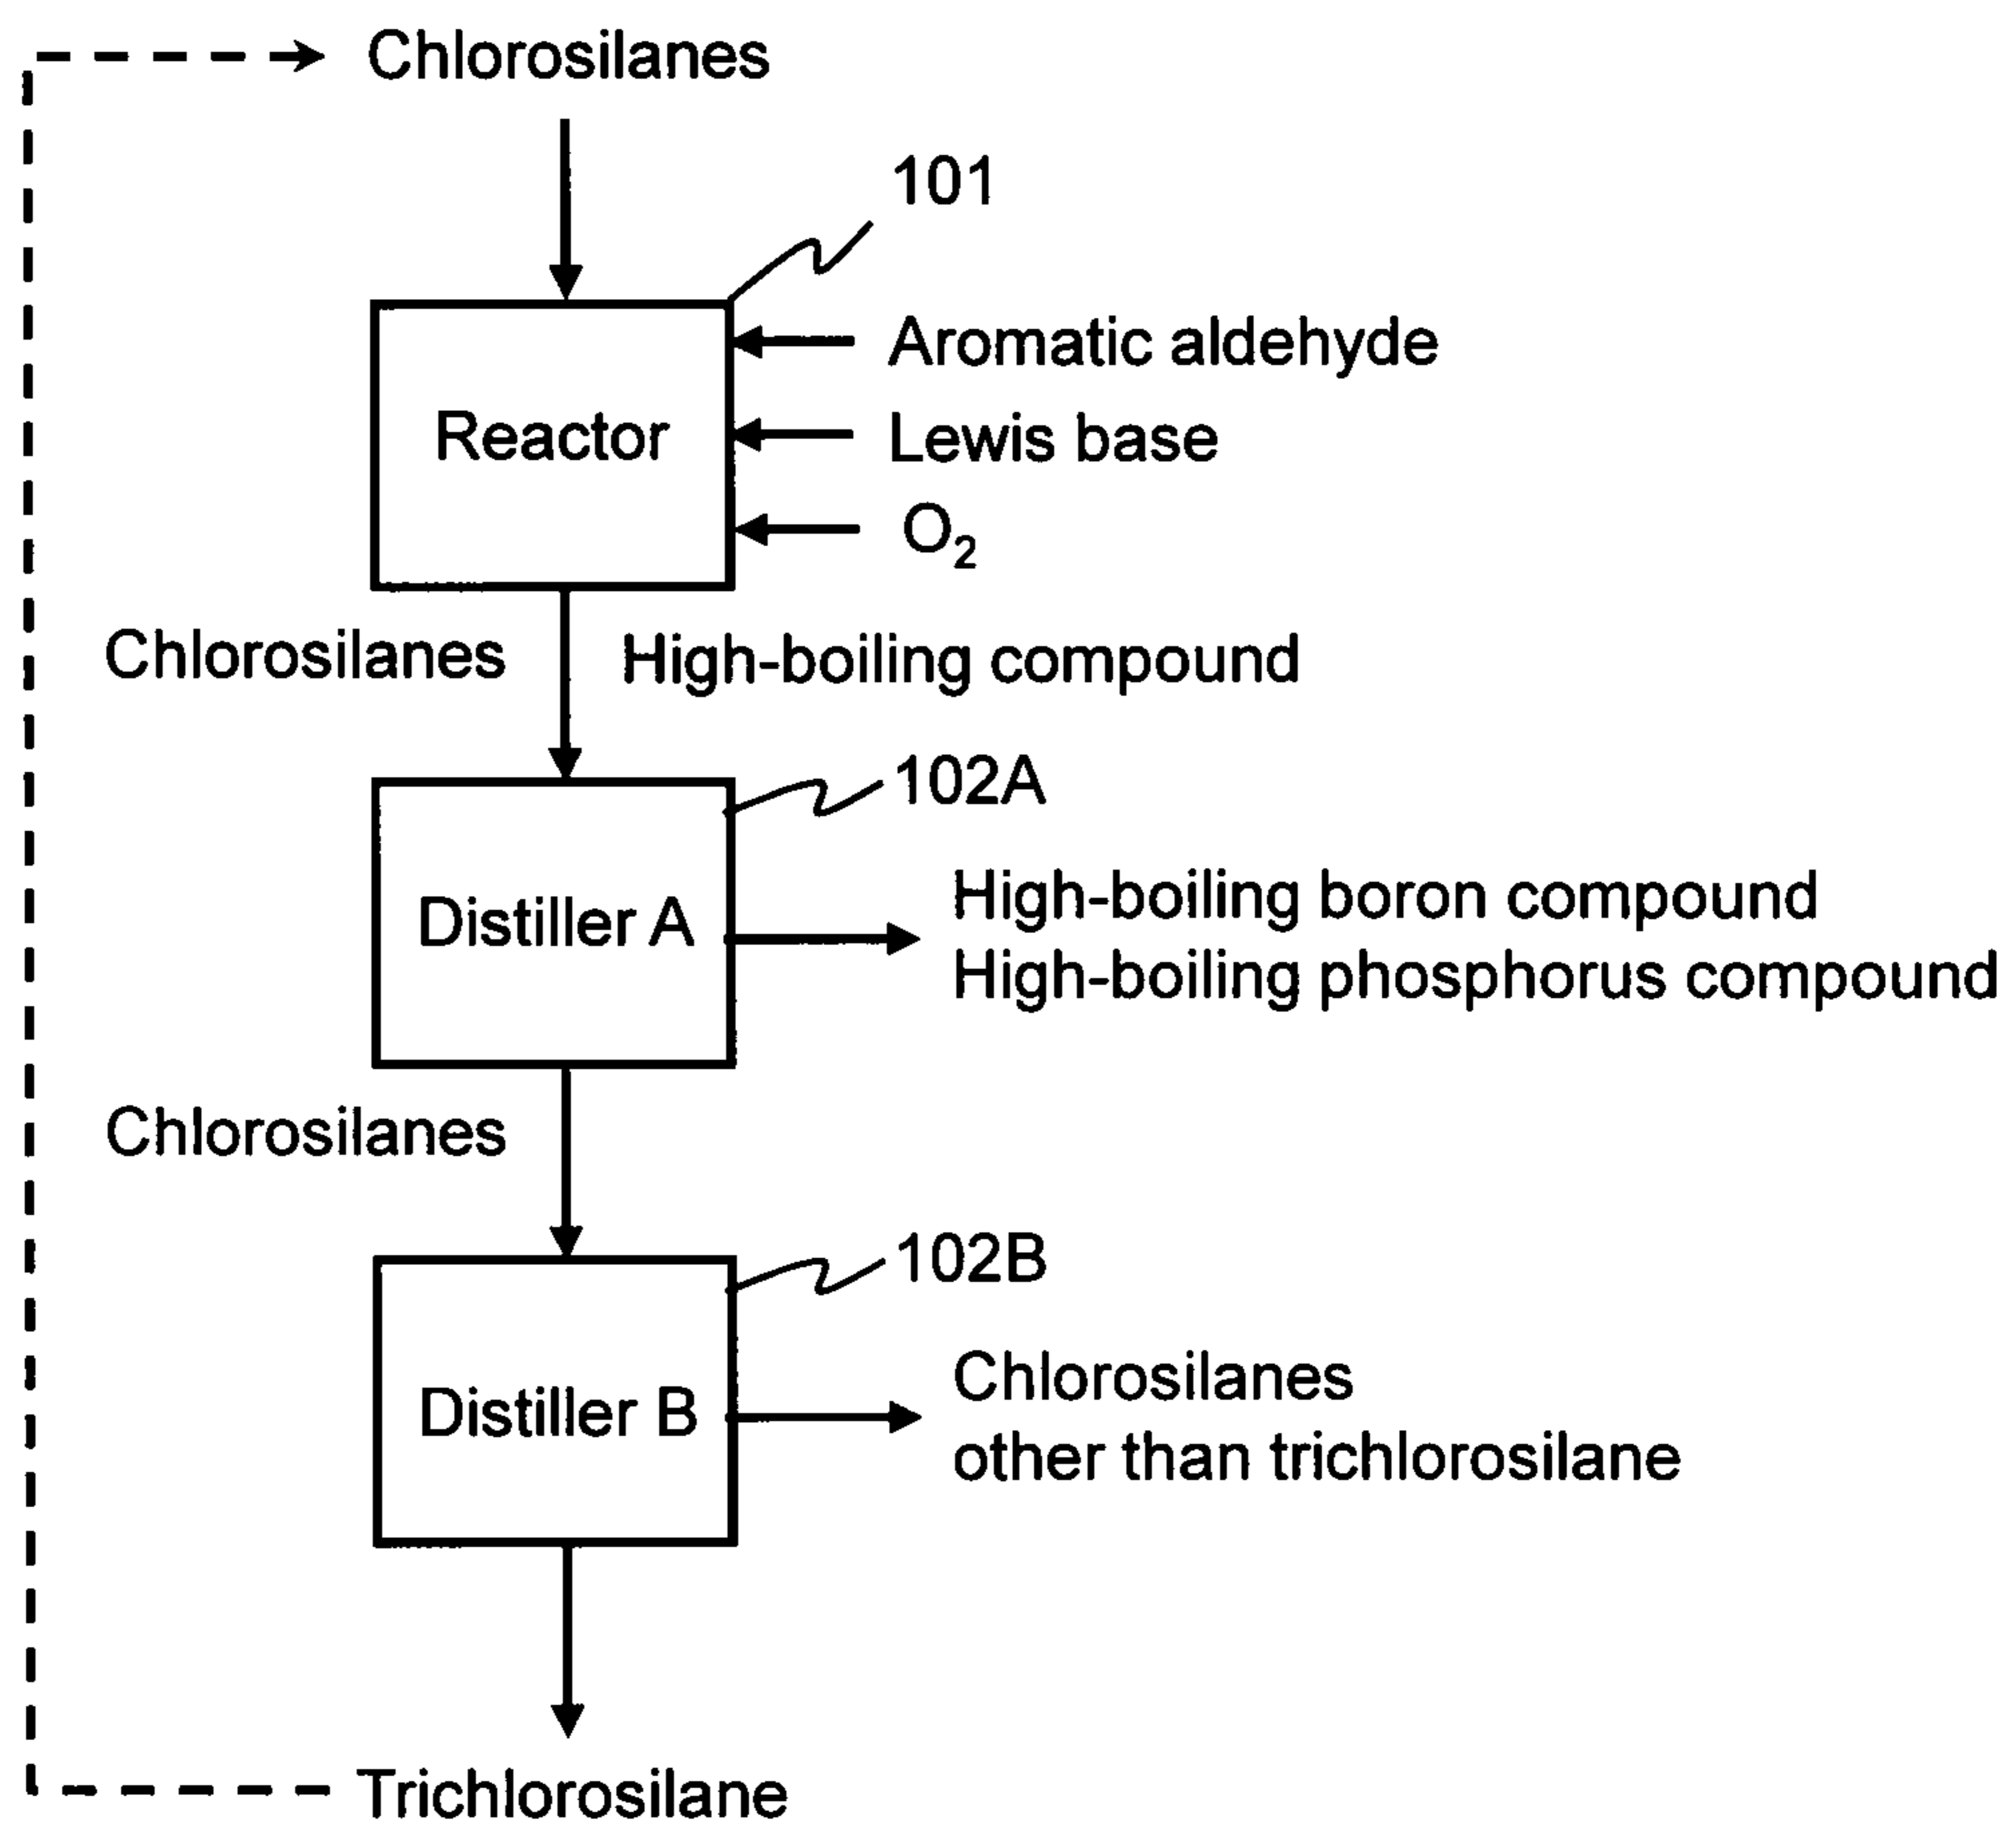 Chlorosilanes
101
Aromatic aldehyde
Reactor
Lewis base
O₂
Chlorosilanes
High-boiling compound
102A
Distiller A
High-boiling boron compound
High-boiling phosphorus compound
Chlorosilanes
102B
Distiller B
Chlorosilanes
other than trichlorosilane
Trichlorosilane